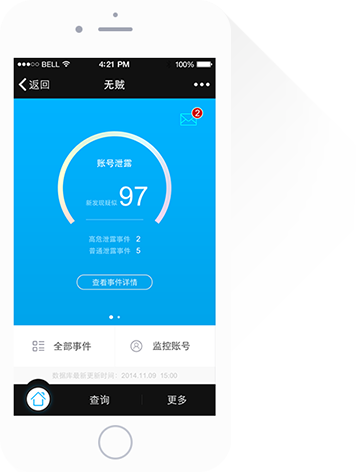 BELL 4:21 PM 100%
返回 无贼
2
账号泄露
新发现疑似 97
高危泄露事件 2
普通泄露事件 5
查看事件详情
全部事件 监控账号
数据库最新更新时间：2014.11.09 15:00
查询 更多